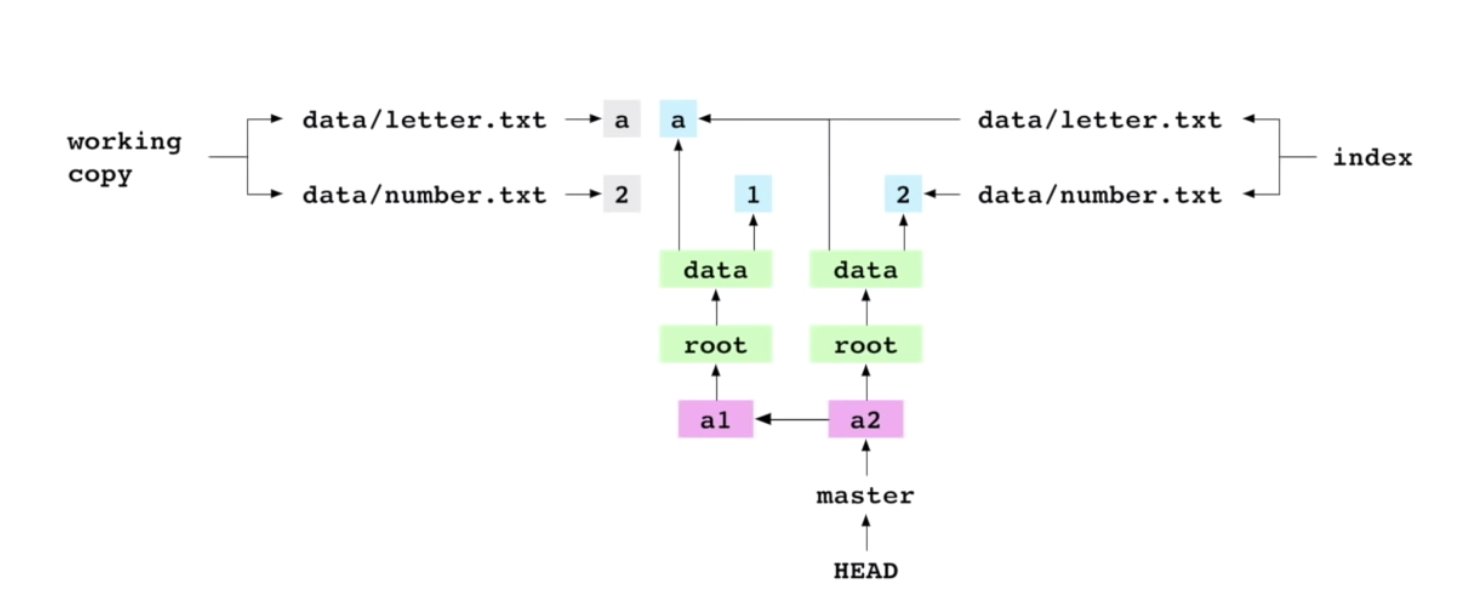 data/letter.txt a a data/letter.txt
working
copy
index
data/number.txt 2 1 2 data/number.txt
data data
root root
a1 a2
master
HEAD